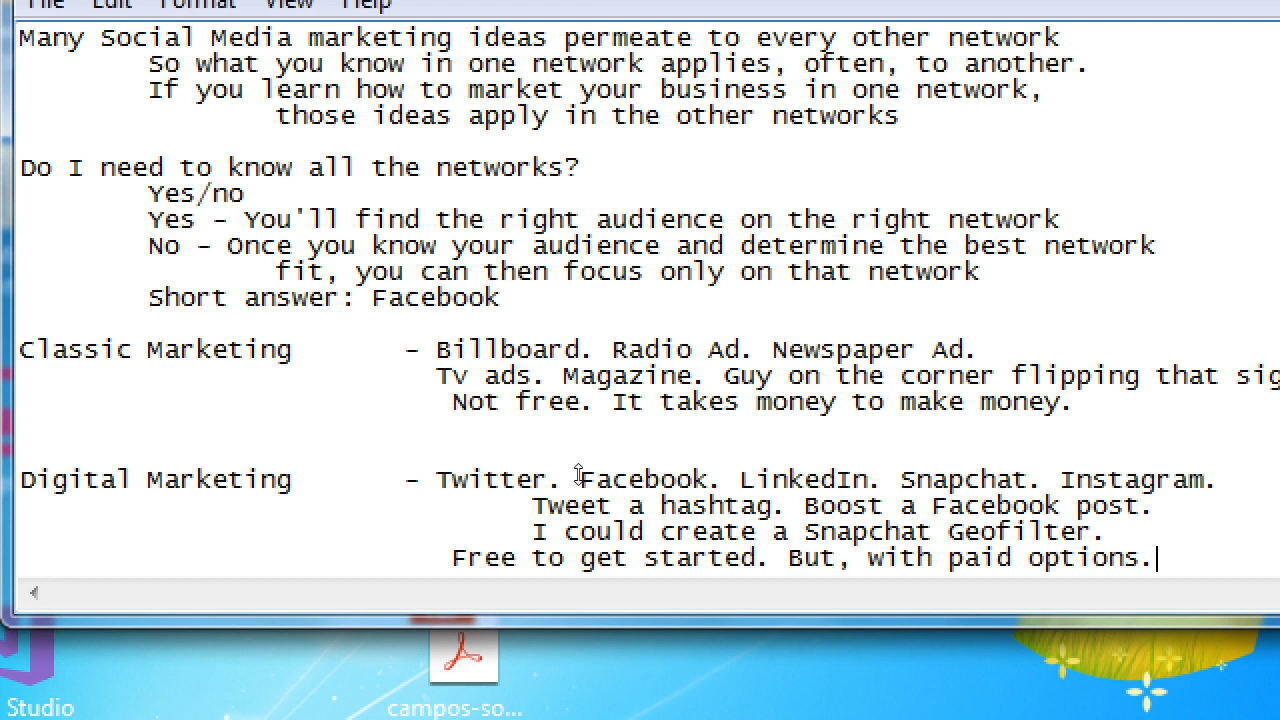 File Edit Format View Help
Many Social Media marketing ideas permeate to every other network
So what you know in one network applies, often, to another.
If you learn how to market your business in one network,
those ideas apply in the other networks
Do I need to know all the networks?
Yes/no
Yes - You'll find the right audience on the right network
No - Once you know your audience and determine the best network
fit, you can then focus only on that network
Short answer: Facebook
Classic Marketing - Billboard. Radio Ad. Newspaper Ad.
Tv ads. Magazine. Guy on the corner flipping that sig
Not free. It takes money to make money.
Digital Marketing - Twitter. Facebook. LinkedIn. Snapchat. Instagram.
Tweet a hashtag. Boost a Facebook post.
I could create a Snapchat Geofilter.
Free to get started. But, with paid options.
Studio
campos-so...